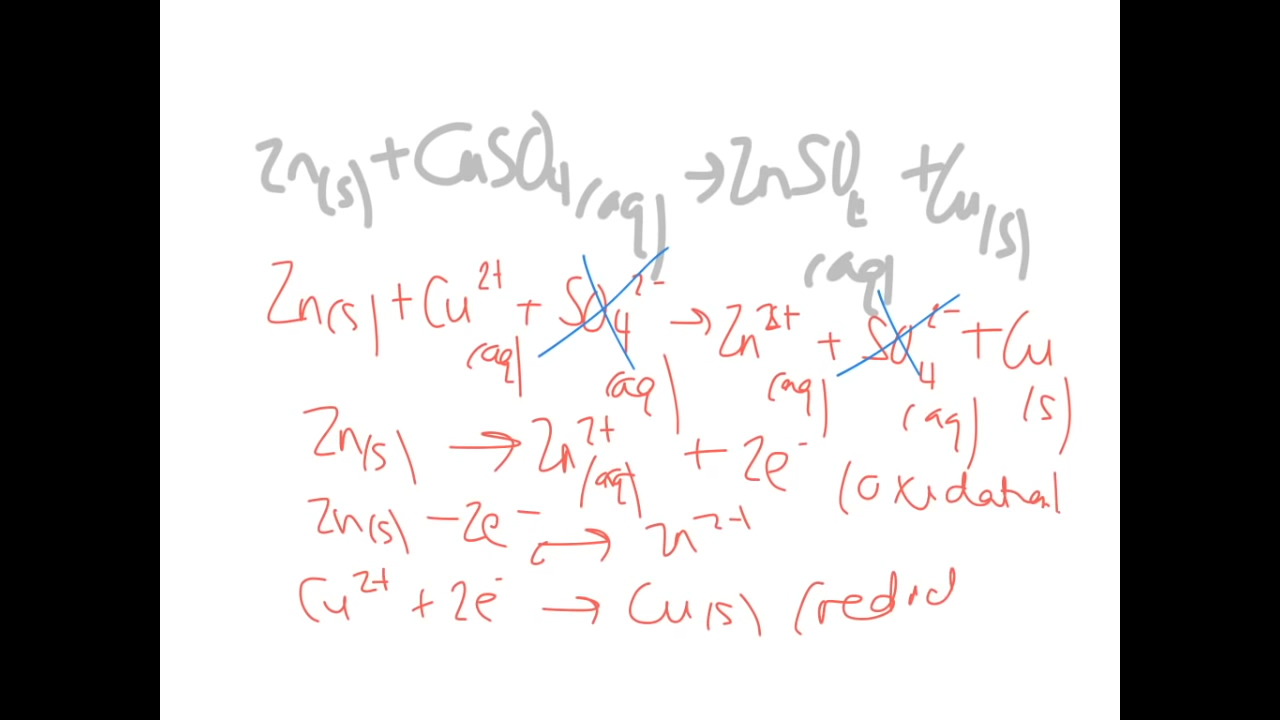 Zn(s) + CuSO4(aq) → ZnSO4(aq) + Cu(s)
Zn(s) + Cu²⁺(aq) + SO4²⁻(aq) → Zn²⁺(aq) + SO4²⁻(aq) + Cu(s)
Zn(s) → Zn²⁺(aq) + 2e⁻ (oxidation)
Zn(s) - 2e⁻ → Zn²⁺
Cu²⁺ + 2e⁻ → Cu(s) (reduc